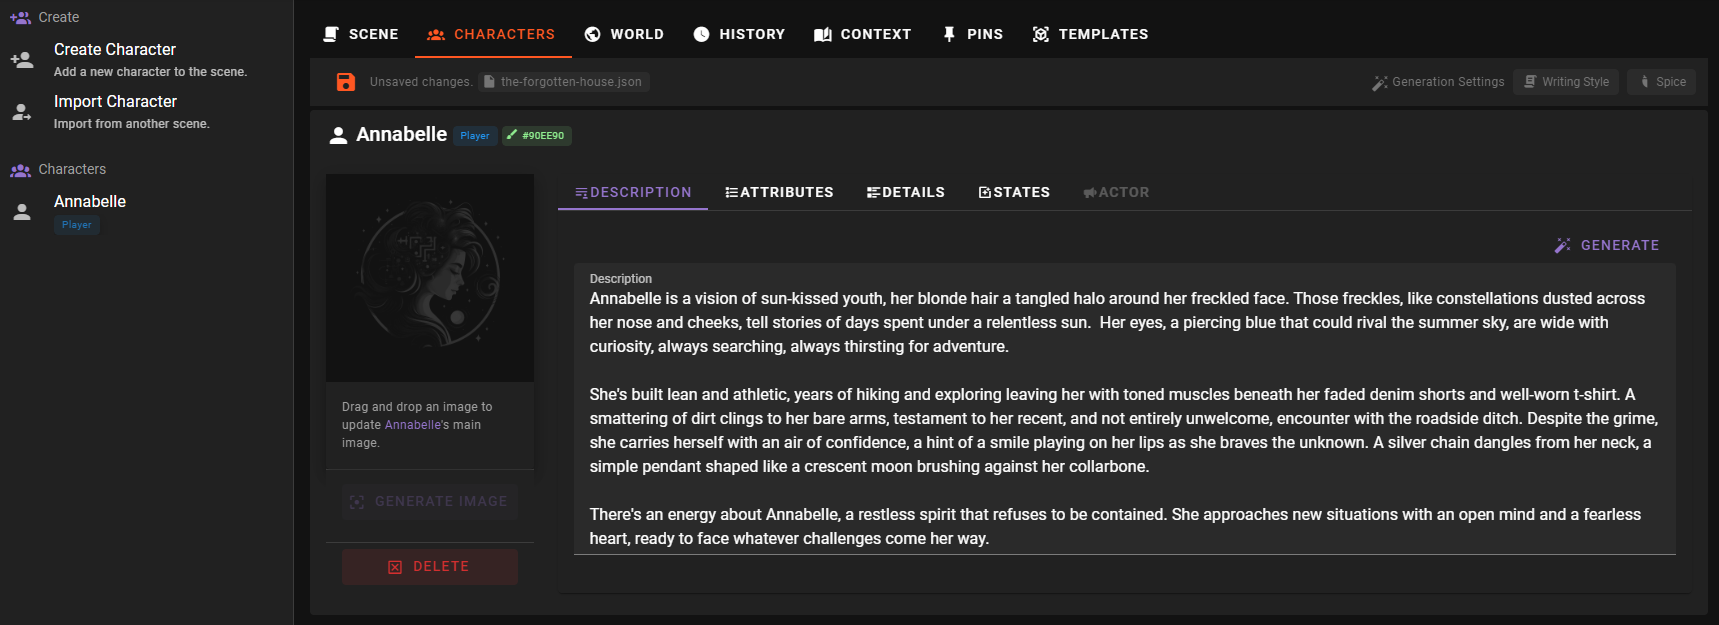 Create
Create Character
Add a new character to the scene.
Import Character
Import from another scene.
Characters
Annabelle
Player
SCENE
CHARACTERS
WORLD
HISTORY
CONTEXT
PINS
TEMPLATES
Unsaved changes.
the-forgotten-house.json
Generation Settings
Writing Style
Spice
Annabelle
Player
#90EE90
Drag and drop an image to
update Annabelle's main
image.
GENERATE IMAGE
DELETE
DESCRIPTION
ATTRIBUTES
DETAILS
STATES
ACTOR
GENERATE
Description
Annabelle is a vision of sun-kissed youth, her blonde hair a tangled halo around her freckled face. Those freckles, like constellations dusted across
her nose and cheeks, tell stories of days spent under a relentless sun.  Her eyes, a piercing blue that could rival the summer sky, are wide with
curiosity, always searching, always thirsting for adventure.
She's built lean and athletic, years of hiking and exploring leaving her with toned muscles beneath her faded denim shorts and well-worn t-shirt. A
smattering of dirt clings to her bare arms, testament to her recent, and not entirely unwelcome, encounter with the roadside ditch. Despite the grime,
she carries herself with an air of confidence, a hint of a smile playing on her lips as she braves the unknown. A silver chain dangles from her neck, a
simple pendant shaped like a crescent moon brushing against her collarbone.
There's an energy about Annabelle, a restless spirit that refuses to be contained. She approaches new situations with an open mind and a fearless
heart, ready to face whatever challenges come her way.